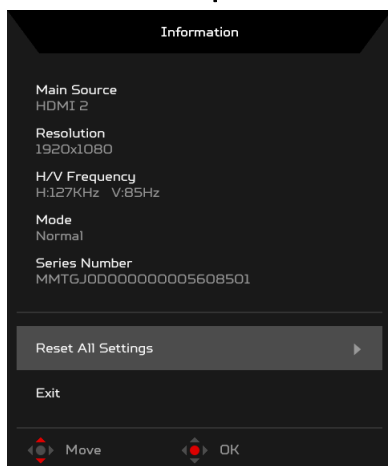 Information
Main Source
HDMI 2
Resolution
1920x1080
H/V Frequency
H:127KHz V:85Hz
Mode
Normal
Series Number
MMTGJ0D000000005608501
Reset All Settings
Exit
Move OK